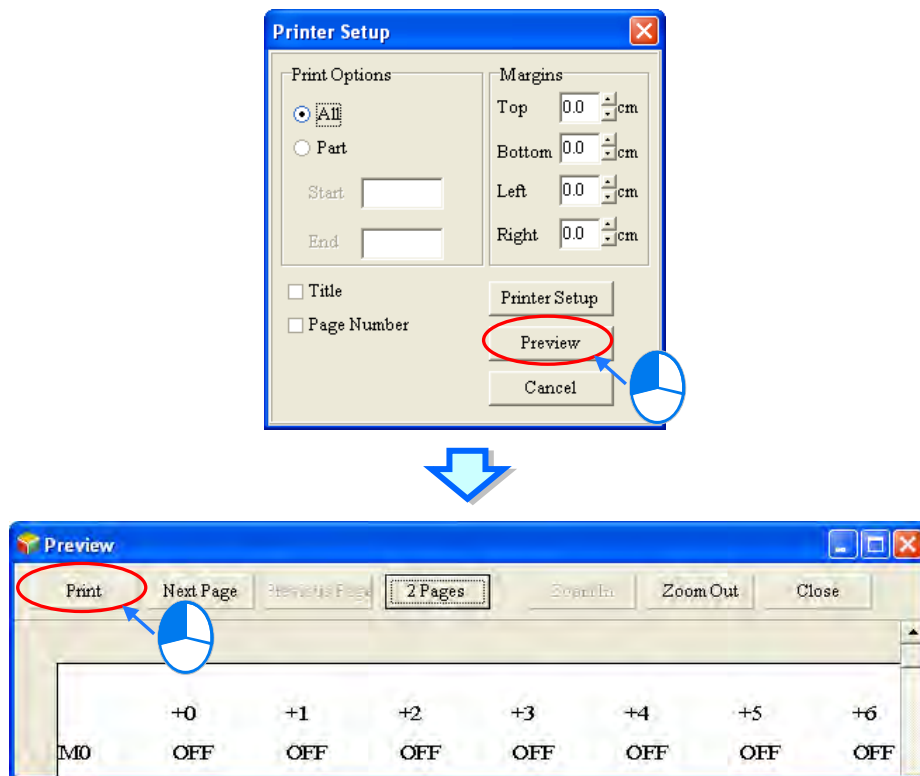 Printer Setup
Print Options
All
Part
Start
End
Margins
Top 0.0 cm
Bottom 0.0 cm
Left 0.0 cm
Right 0.0 cm
Title
Page Number
Printer Setup
Preview
Cancel
Preview
Print Next Page Previous Page 2 Pages Zoom In Zoom Out Close
+0 +1 +2 +3 +4 +5 +6
M0 OFF OFF OFF OFF OFF OFF OFF